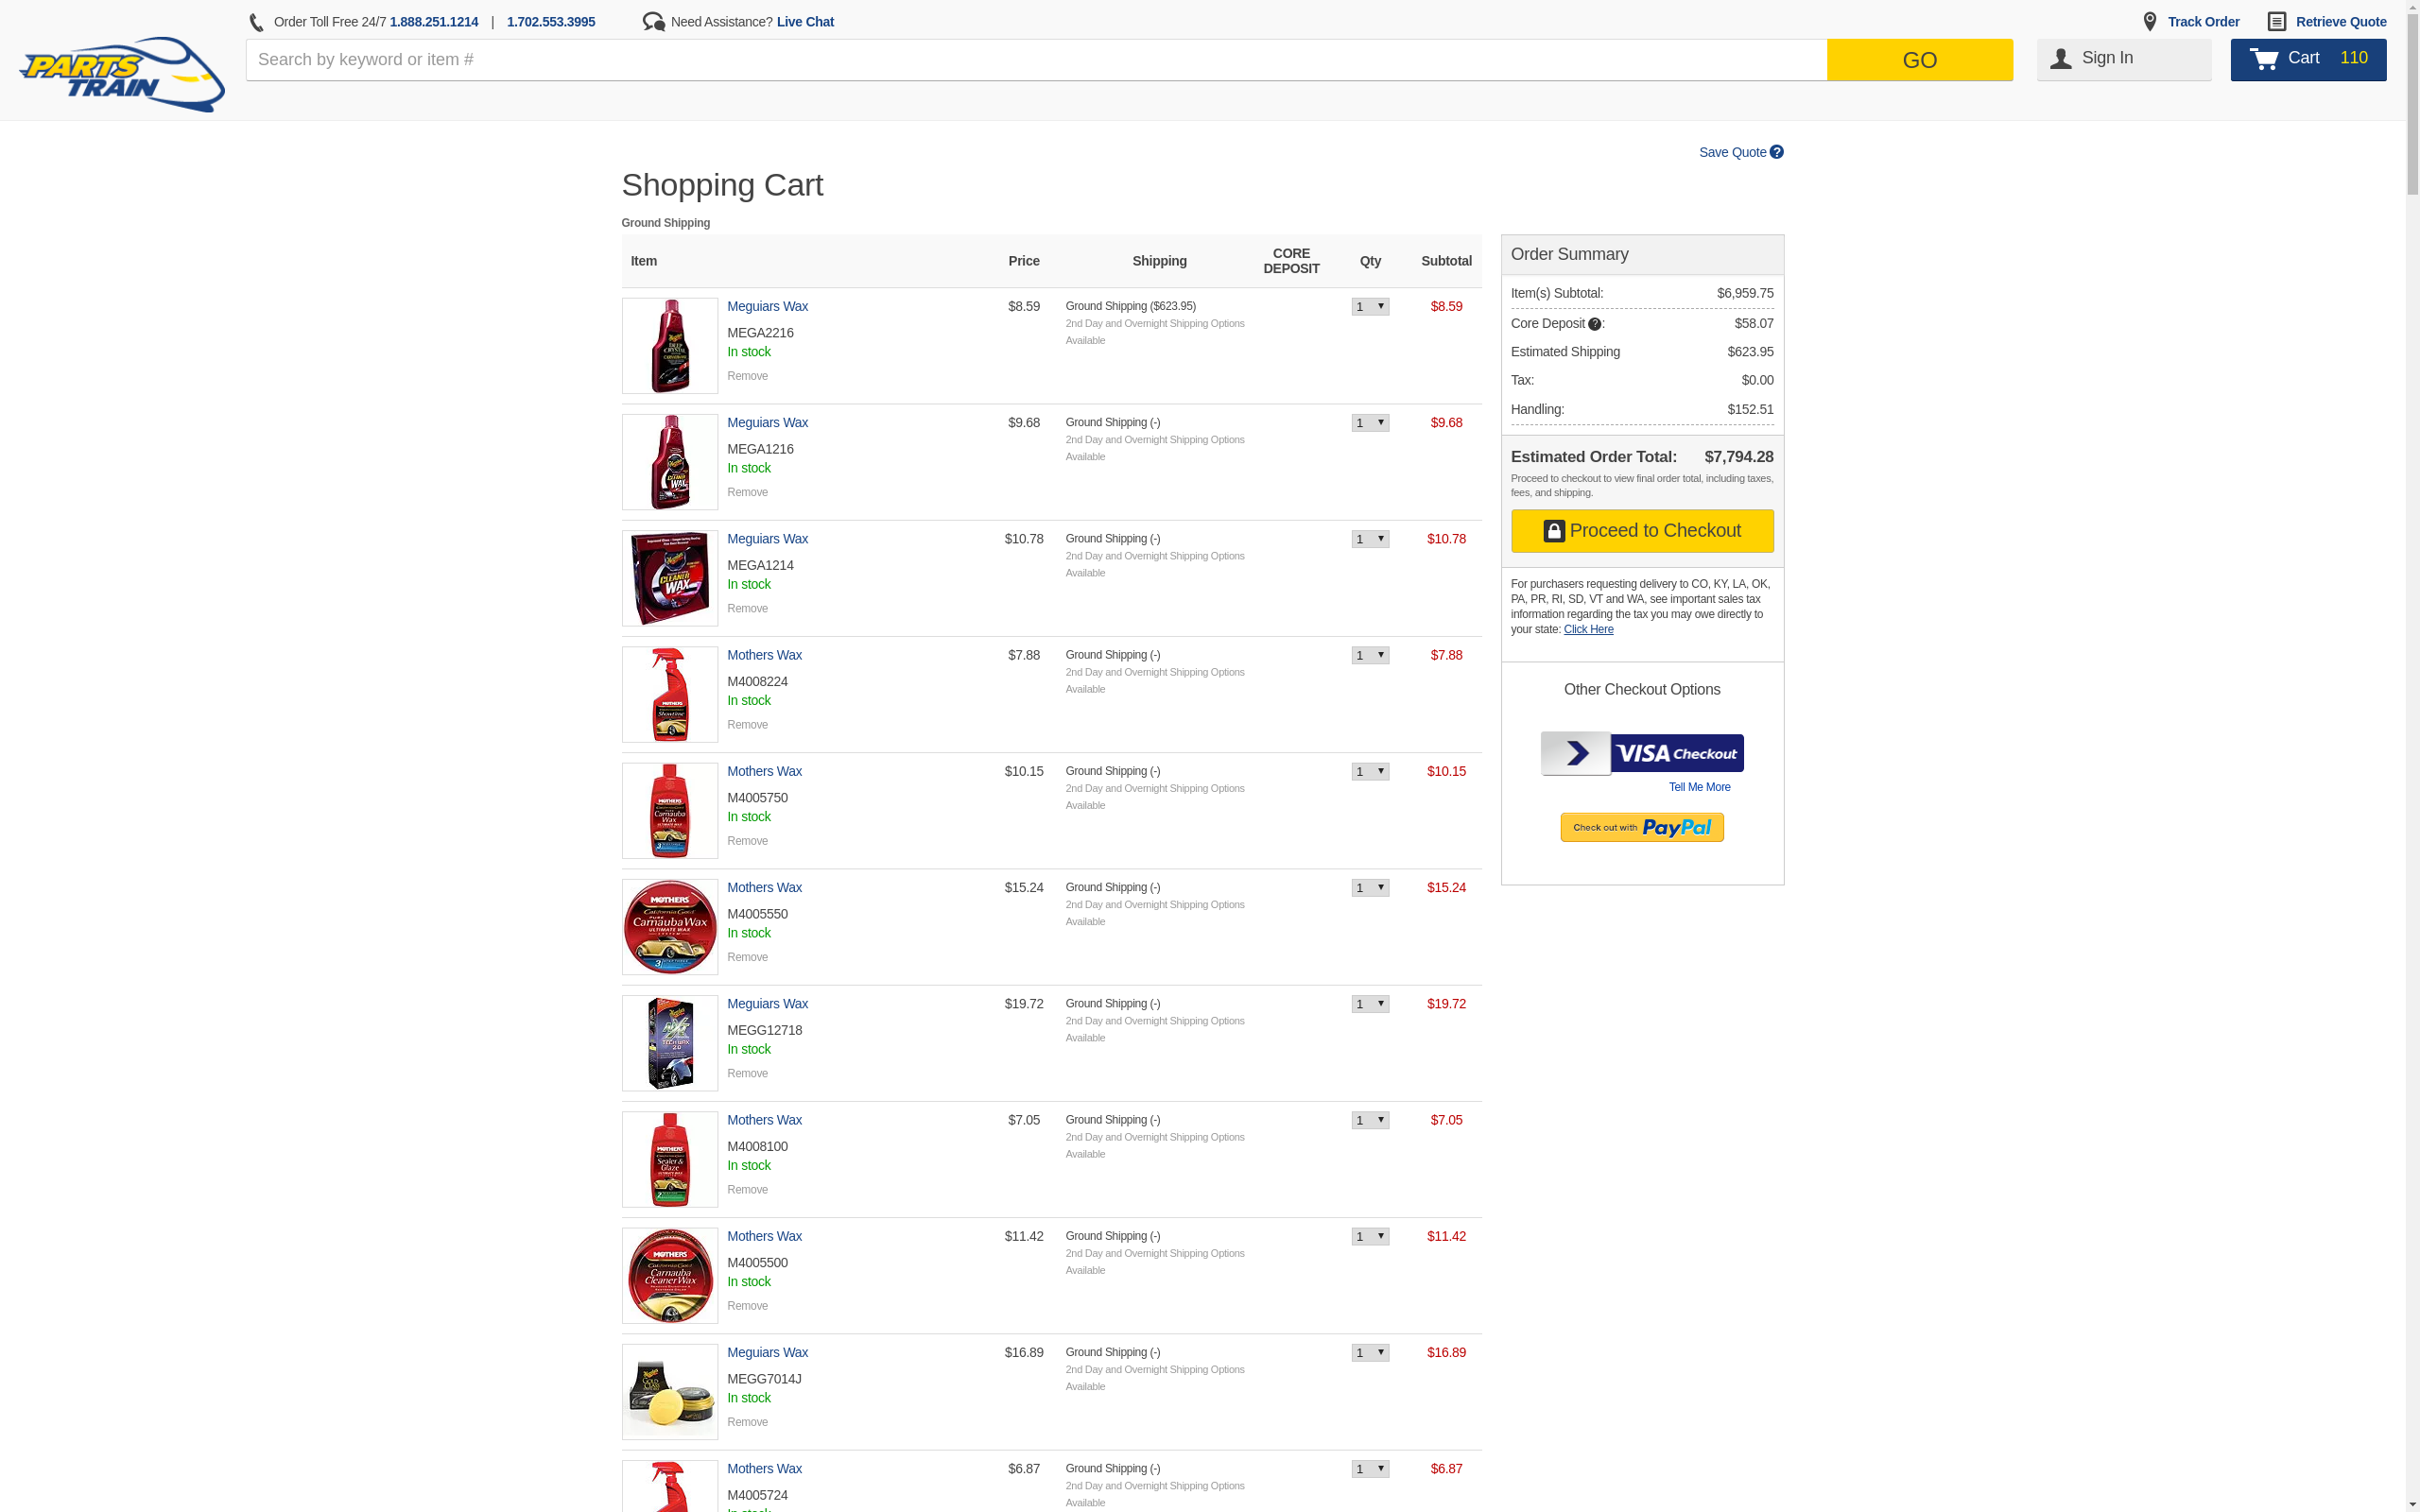 Order Toll Free 24/7 1.888.251.1214 | 1.702.553.3995 Need Assistance? Live Chat Track Order Retrieve Quote
PARTS TRAIN
Search by keyword or item # GO Sign In Cart 110
Save Quote ?
Shopping Cart
Ground Shipping
Item Price Shipping CORE DEPOSIT Qty Subtotal
Meguiars Wax $8.59 Ground Shipping ($623.95) 1 $8.59
2nd Day and Overnight Shipping Options
MEGA2216 Available
In stock
Remove
Meguiars Wax $9.68 Ground Shipping (-) 1 $9.68
2nd Day and Overnight Shipping Options
MEGA1216 Available
In stock
Remove
Meguiars Wax $10.78 Ground Shipping (-) 1 $10.78
2nd Day and Overnight Shipping Options
MEGA1214 Available
In stock
Remove
Mothers Wax $7.88 Ground Shipping (-) 1 $7.88
2nd Day and Overnight Shipping Options
M4008224 Available
In stock
Remove
Mothers Wax $10.15 Ground Shipping (-) 1 $10.15
2nd Day and Overnight Shipping Options
M4005750 Available
In stock
Remove
Mothers Wax $15.24 Ground Shipping (-) 1 $15.24
2nd Day and Overnight Shipping Options
M4005550 Available
In stock
Remove
Meguiars Wax $19.72 Ground Shipping (-) 1 $19.72
2nd Day and Overnight Shipping Options
MEGG12718 Available
In stock
Remove
Mothers Wax $7.05 Ground Shipping (-) 1 $7.05
2nd Day and Overnight Shipping Options
M4008100 Available
In stock
Remove
Mothers Wax $11.42 Ground Shipping (-) 1 $11.42
2nd Day and Overnight Shipping Options
M4005500 Available
In stock
Remove
Meguiars Wax $16.89 Ground Shipping (-) 1 $16.89
2nd Day and Overnight Shipping Options
MEGG7014J Available
In stock
Remove
Mothers Wax $6.87 Ground Shipping (-) 1 $6.87
2nd Day and Overnight Shipping Options
M4005724 Available
Order Summary
Item(s) Subtotal: $6,959.75
Core Deposit ?: $58.07
Estimated Shipping $623.95
Tax: $0.00
Handling: $152.51
Estimated Order Total: $7,794.28
Proceed to checkout to view final order total, including taxes,
fees, and shipping.
Proceed to Checkout
For purchasers requesting delivery to CO, KY, LA, OK,
PA, PR, RI, SD, VT and WA, see important sales tax
information regarding the tax you may owe directly to
your state: Click Here
Other Checkout Options
VISA Checkout
Tell Me More
Check out with PayPal